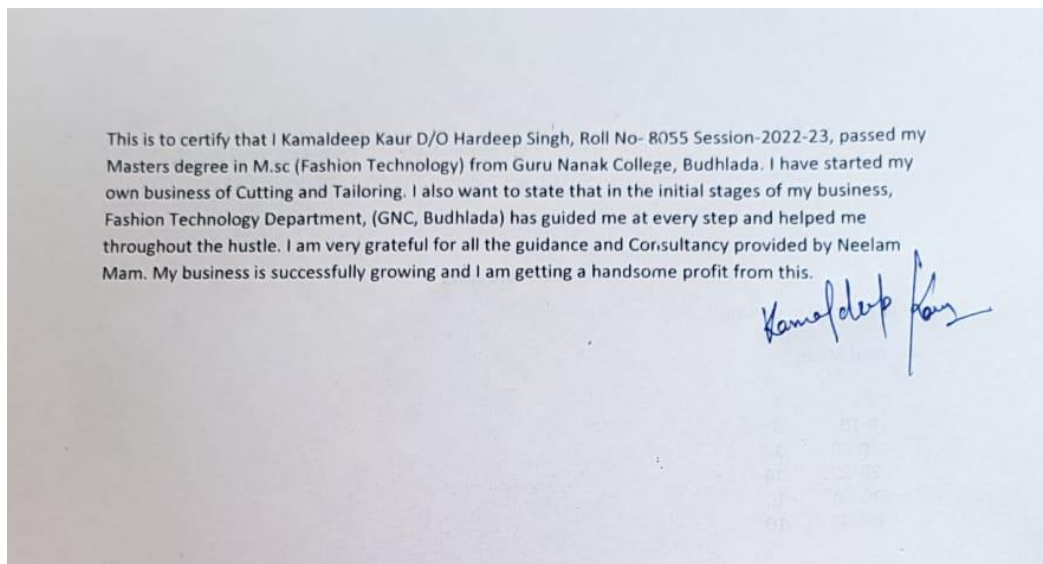 This is to certify that I Kamaldeep Kaur D/O Hardeep Singh, Roll No- 8055 Session-2022-23, passed my
Masters degree in M.sc (Fashion Technology) from Guru Nanak College, Budhlada. I have started my
own business of Cutting and Tailoring. I also want to state that in the initial stages of my business,
Fashion Technology Department, (GNC, Budhlada) has guided me at every step and helped me
throughout the hustle. I am very grateful for all the guidance and Consultancy provided by Neelam
Mam. My business is successfully growing and I am getting a handsome profit from this.
Kamaldeep Kaur